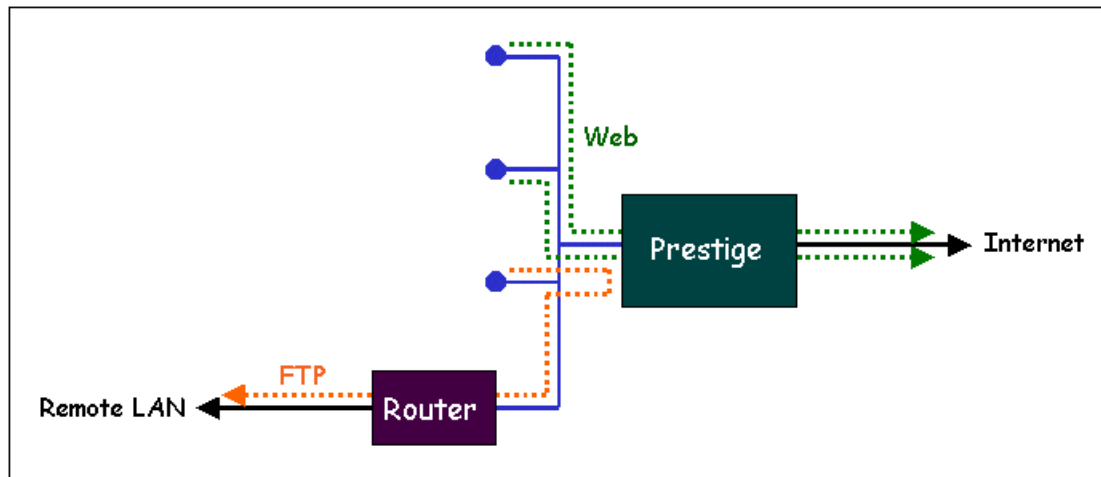 Web
Prestige
Internet
FTP
Remote LAN
Router